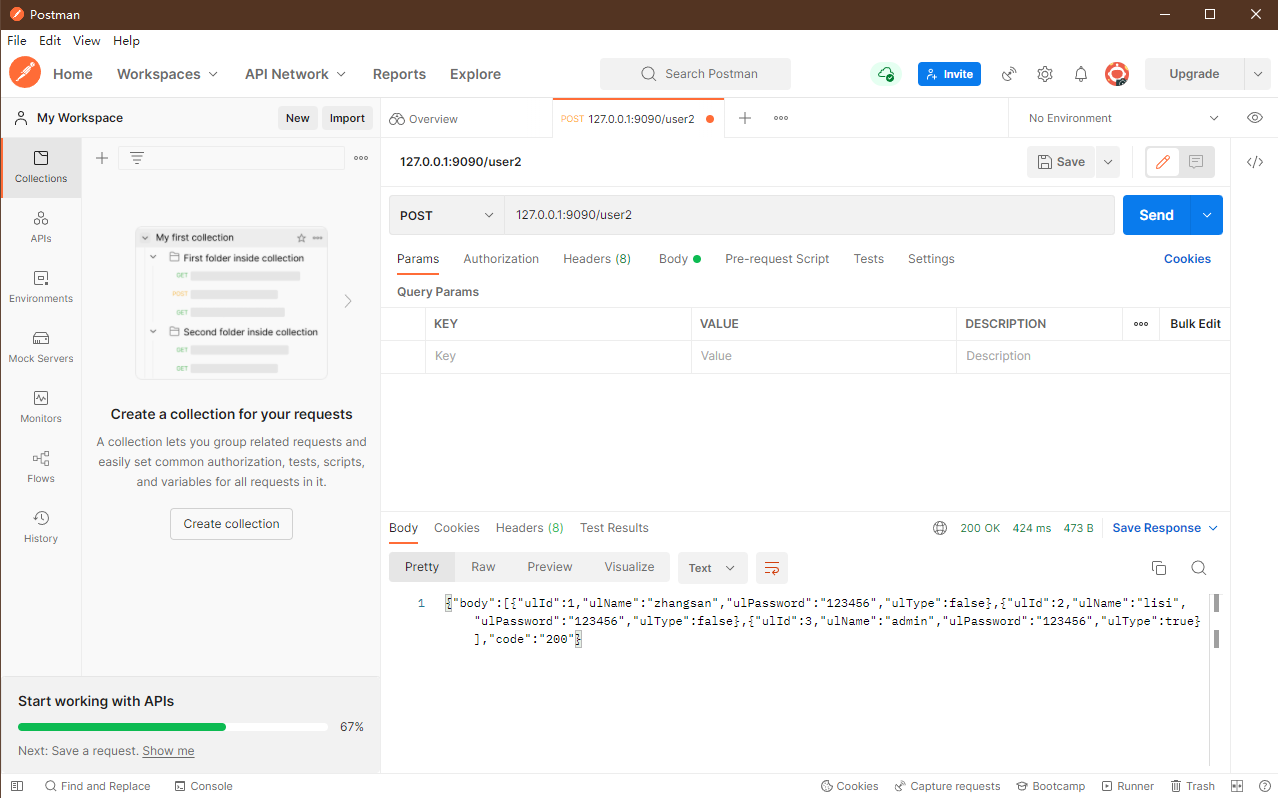 Postman
File Edit View Help
Home Workspaces API Network Reports Explore Search Postman Invite Upgrade
My Workspace New Import Overview POST 127.0.0.1:9090/user2 No Environment
Collections
APIs
Environments
Mock Servers
Monitors
Flows
History
My first collection
First folder inside collection
GET
POST
GET
Second folder inside collection
GET
GET
Create a collection for your requests
A collection lets you group related requests and
easily set common authorization, tests, scripts,
and variables for all requests in it.
Create collection
Start working with APIs
67%
Next: Save a request. Show me
127.0.0.1:9090/user2 Save
POST 127.0.0.1:9090/user2 Send
Params Authorization Headers (8) Body Pre-request Script Tests Settings Cookies
Query Params
KEY VALUE DESCRIPTION Bulk Edit
Key Value Description
Body Cookies Headers (8) Test Results 200 OK 424 ms 473 B Save Response
Pretty Raw Preview Visualize Text
1 {"body":[{"ulId":1,"ulName":"zhangsan","ulPassword":"123456","ulType":false},{"ulId":2,"ulName":"lisi",
"ulPassword":"123456","ulType":false},{"ulId":3,"ulName":"admin","ulPassword":"123456","ulType":true}
],"code":"200"}
Find and Replace Console Cookies Capture requests Bootcamp Runner Trash